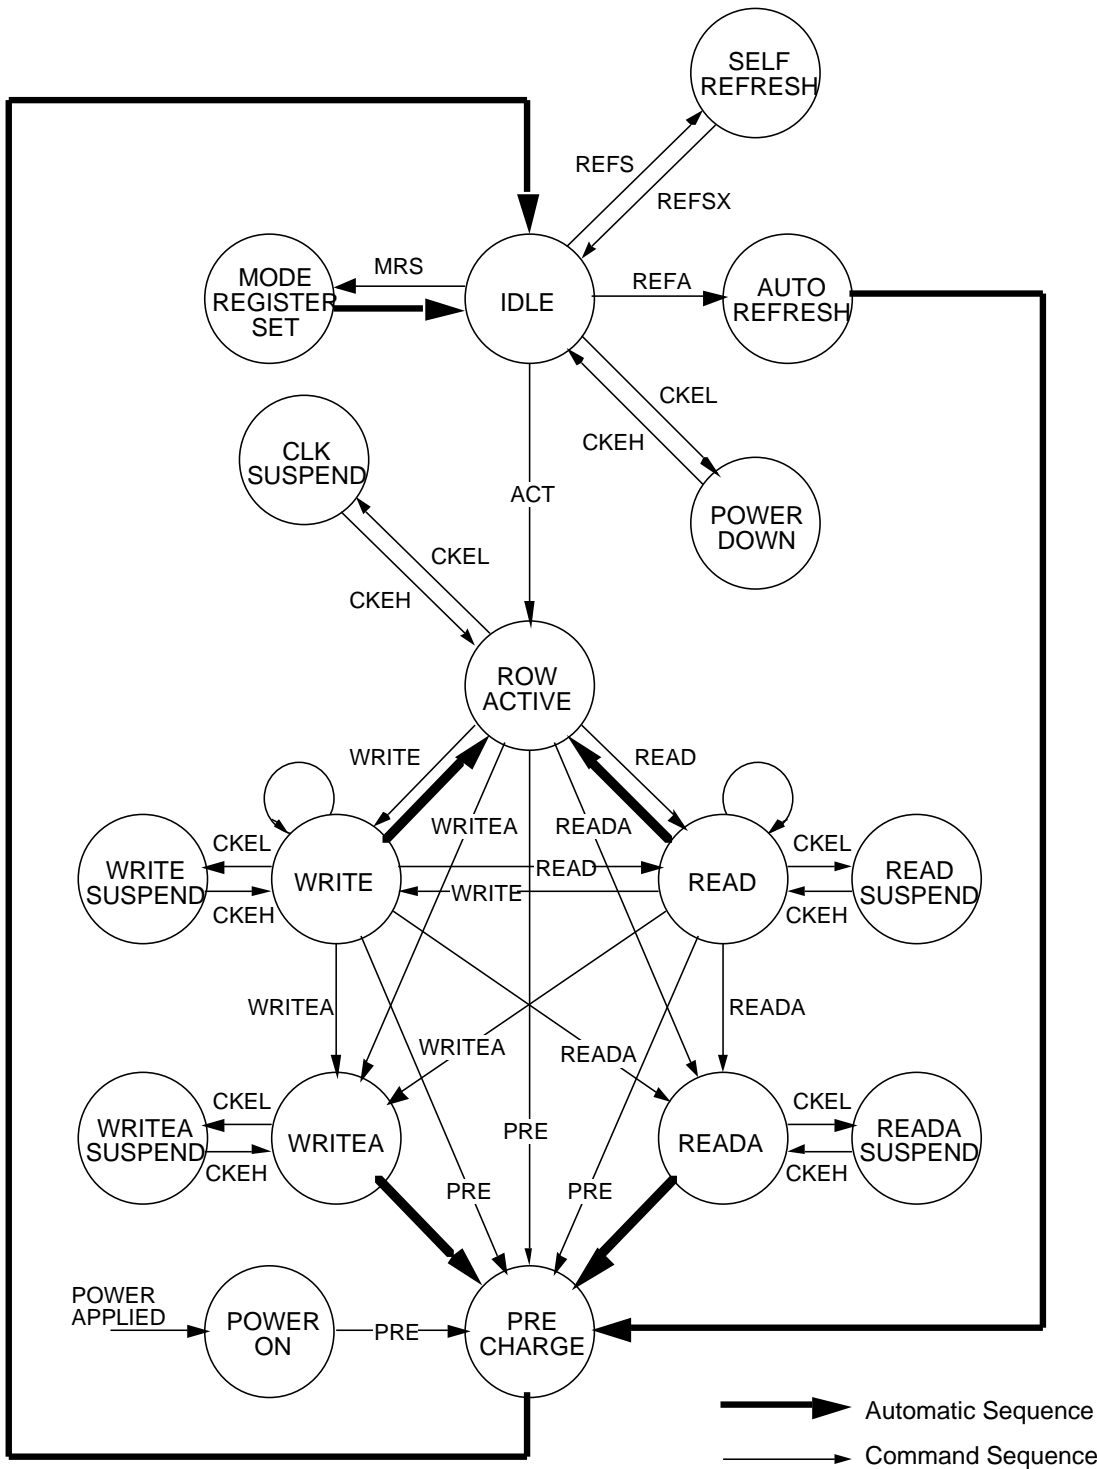 SELF
REFRESH
REFS
REFSX
MRS
MODE
REGISTER
SET
IDLE
REFA
AUTO
REFRESH
CKEL
CKEH
CLK
SUSPEND
ACT
POWER
DOWN
CKEL
CKEH
ROW
ACTIVE
WRITE
READ
WRITEA
READA
CKEL
WRITE
SUSPEND
CKEH
WRITE
READ
WRITE
READ
CKEL
READ
SUSPEND
CKEH
WRITEA
READA
WRITEA
READA
CKEL
WRITEA
SUSPEND
CKEH
WRITEA
PRE
READA
CKEL
READA
SUSPEND
CKEH
PRE
PRE
POWER
APPLIED
POWER
ON
PRE
PRE
CHARGE
Automatic Sequence
Command Sequence